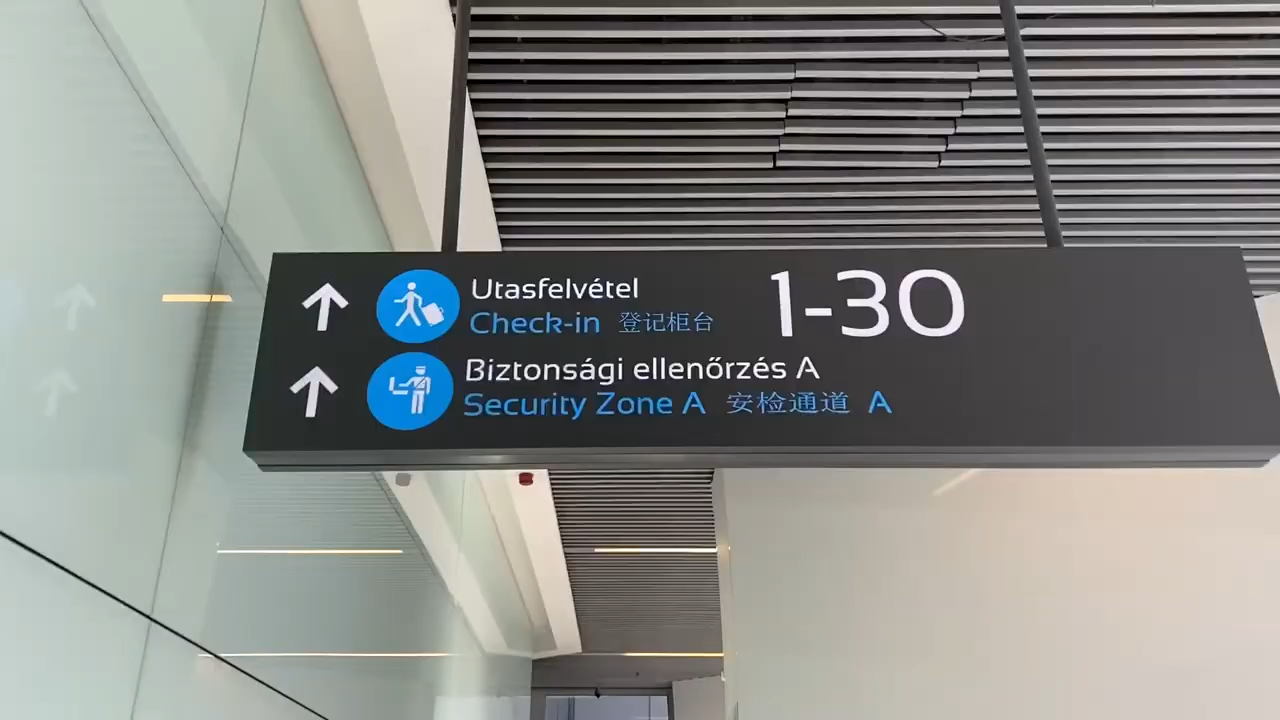 Utasfelvétel 1-30
Check-in 登记柜台
Biztonsági ellenőrzés A
Security Zone A 安检通道 A